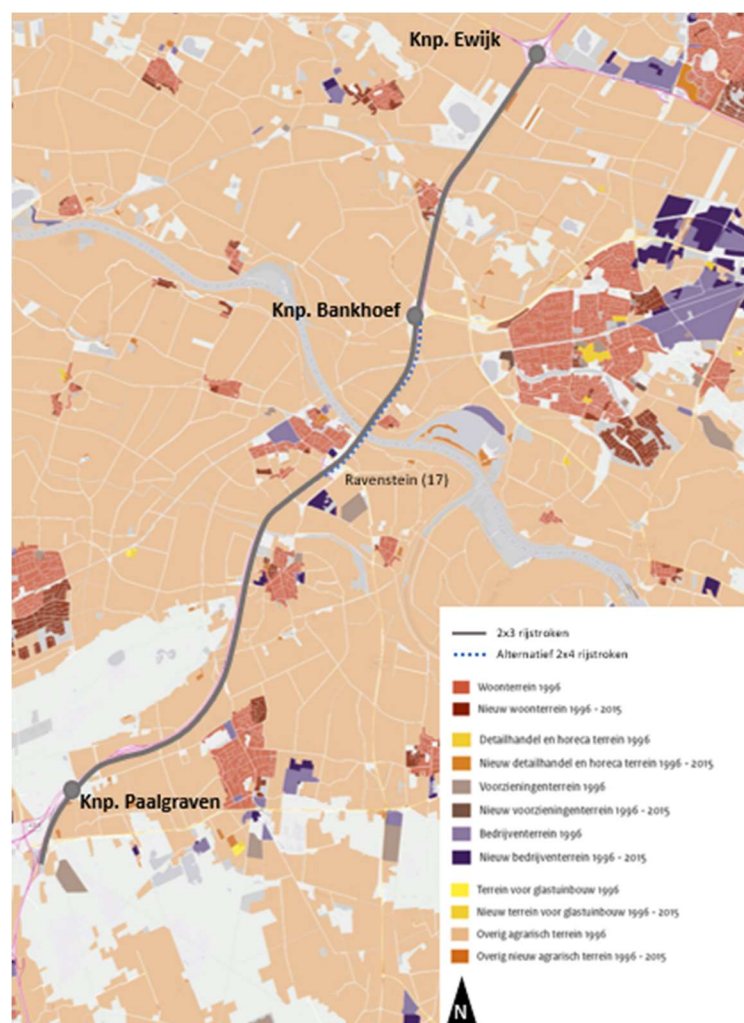 Knp. Ewijk
Knp. Bankhoef
Ravenstein (17)
Knp. Paalgraven
2x3 rijstroken
Alternatief 2x4 rijstroken
Woonterrein 1996
Nieuw woonterrein 1996 - 2015
Detailhandel en horeca terrein 1996
Nieuw detailhandel en horeca terrein 1996 - 2015
Voorzieningenterrein 1996
Nieuw voorzieningenterrein 1996 - 2015
Bedrijventerrein 1996
Nieuw bedrijventerrein 1996 - 2015
Terrein voor glastuinbouw 1996
Nieuw terrein voor glastuinbouw 1996 - 2015
Overig agrarisch terrein 1996
Overig nieuw agrarisch terrein 1996 - 2015
N